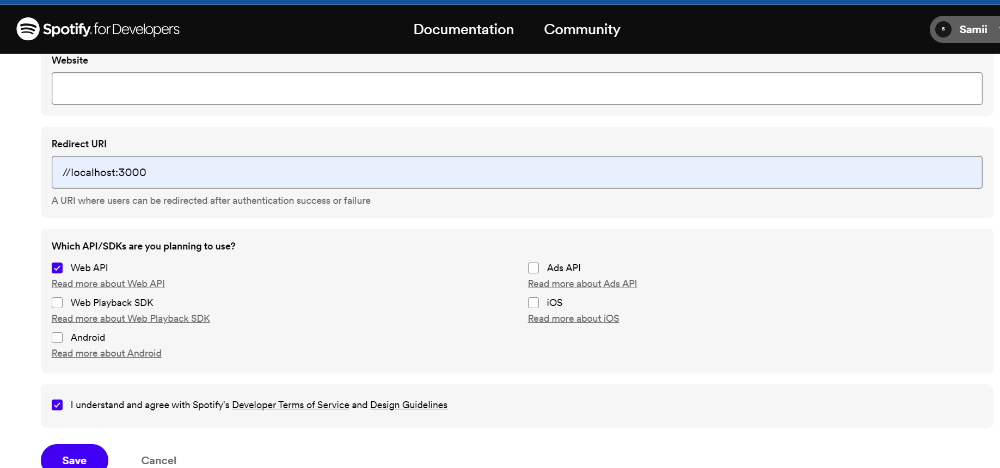 Spotify for Developers
Documentation
Community
S
Samii
Website
Redirect URI
//localhost:3000
A URI where users can be redirected after authentication success or failure
Which API/SDKs are you planning to use?
Web API
Read more about Web API
Ads API
Read more about Ads API
Web Playback SDK
Read more about Web Playback SDK
iOS
Read more about iOS
Android
Read more about Android
I understand and agree with Spotify's Developer Terms of Service and Design Guidelines
Save
Cancel